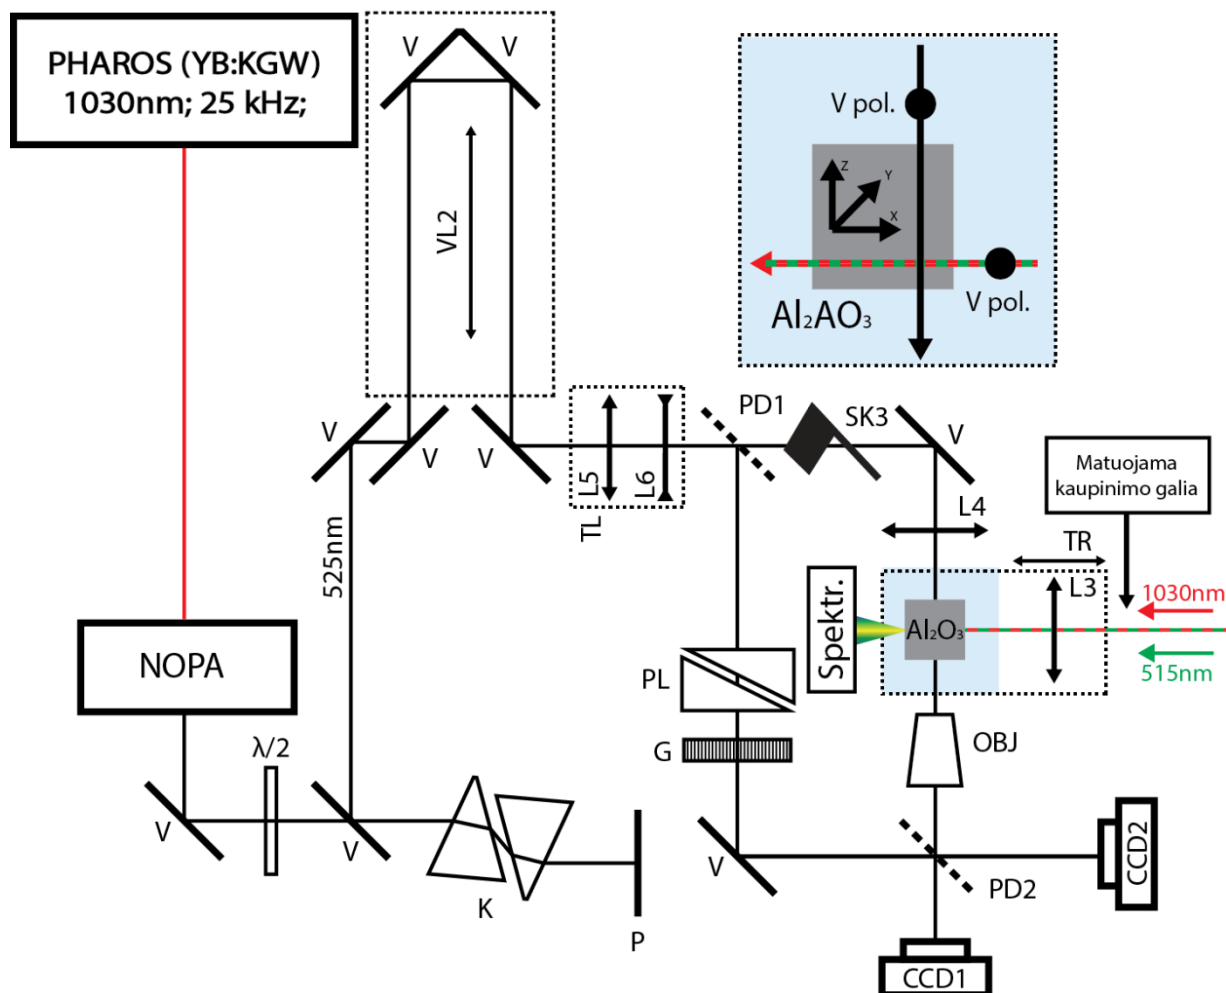 PHAROS (YB:KGW)
1030nm; 25 kHz;
V
V
VL2
V pol.
Z
Y
X
V pol.
Al₂AO₃
V
V
V
L5
L6
TL
PD1
SK3
V
Matuojama
kaupinimo galia
L4
TR
L3
1030nm
515nm
Spektr.
Al₂O₃
525nm
NOPA
λ/2
V
V
K
P
PL
G
V
OBJ
PD2
CCD2
CCD1